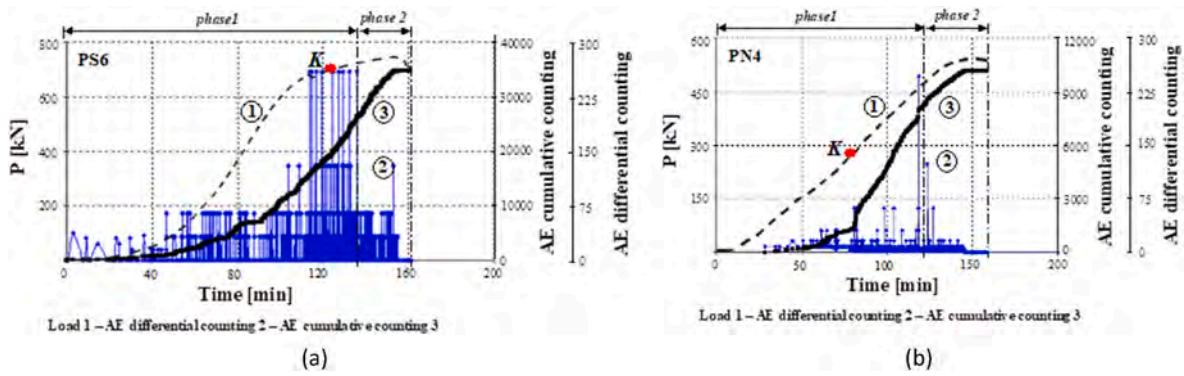 phase1 phase 2
PS6
K
1
3
2
P [kN]
800
600
400
200
0 40 80 120 160 200
Time [min]
40000
30000
20000
10000
0
AE cumulative counting
300
225
150
75
0
AE differential counting
Load 1 – AE differential counting 2 – AE cumulative counting 3
(a)
phase1 phase 2
PN4
K
1
3
2
P [kN]
600
450
300
150
0
0 50 100 150 200
Time [min]
12000
9000
6000
3000
0
AE cumulative counting
300
225
150
75
0
AE differential counting
Load 1 – AE differential counting 2 – AE cumulative counting 3
(b)